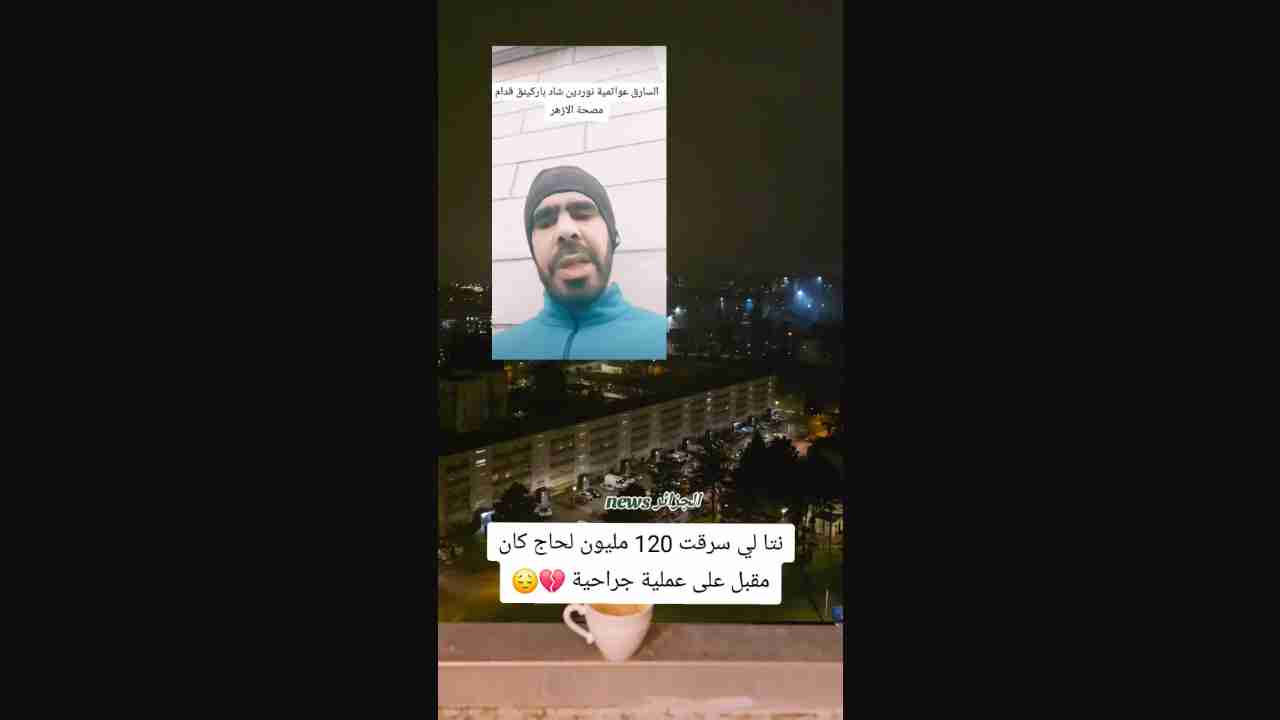 السارق عوالمية نوردين شاد باركينق قدام
مصحة الازهر
الجزائر news
نتا لي سرقت 120 مليون لحاج كان
مقبل على عملية جراحية 💔😔